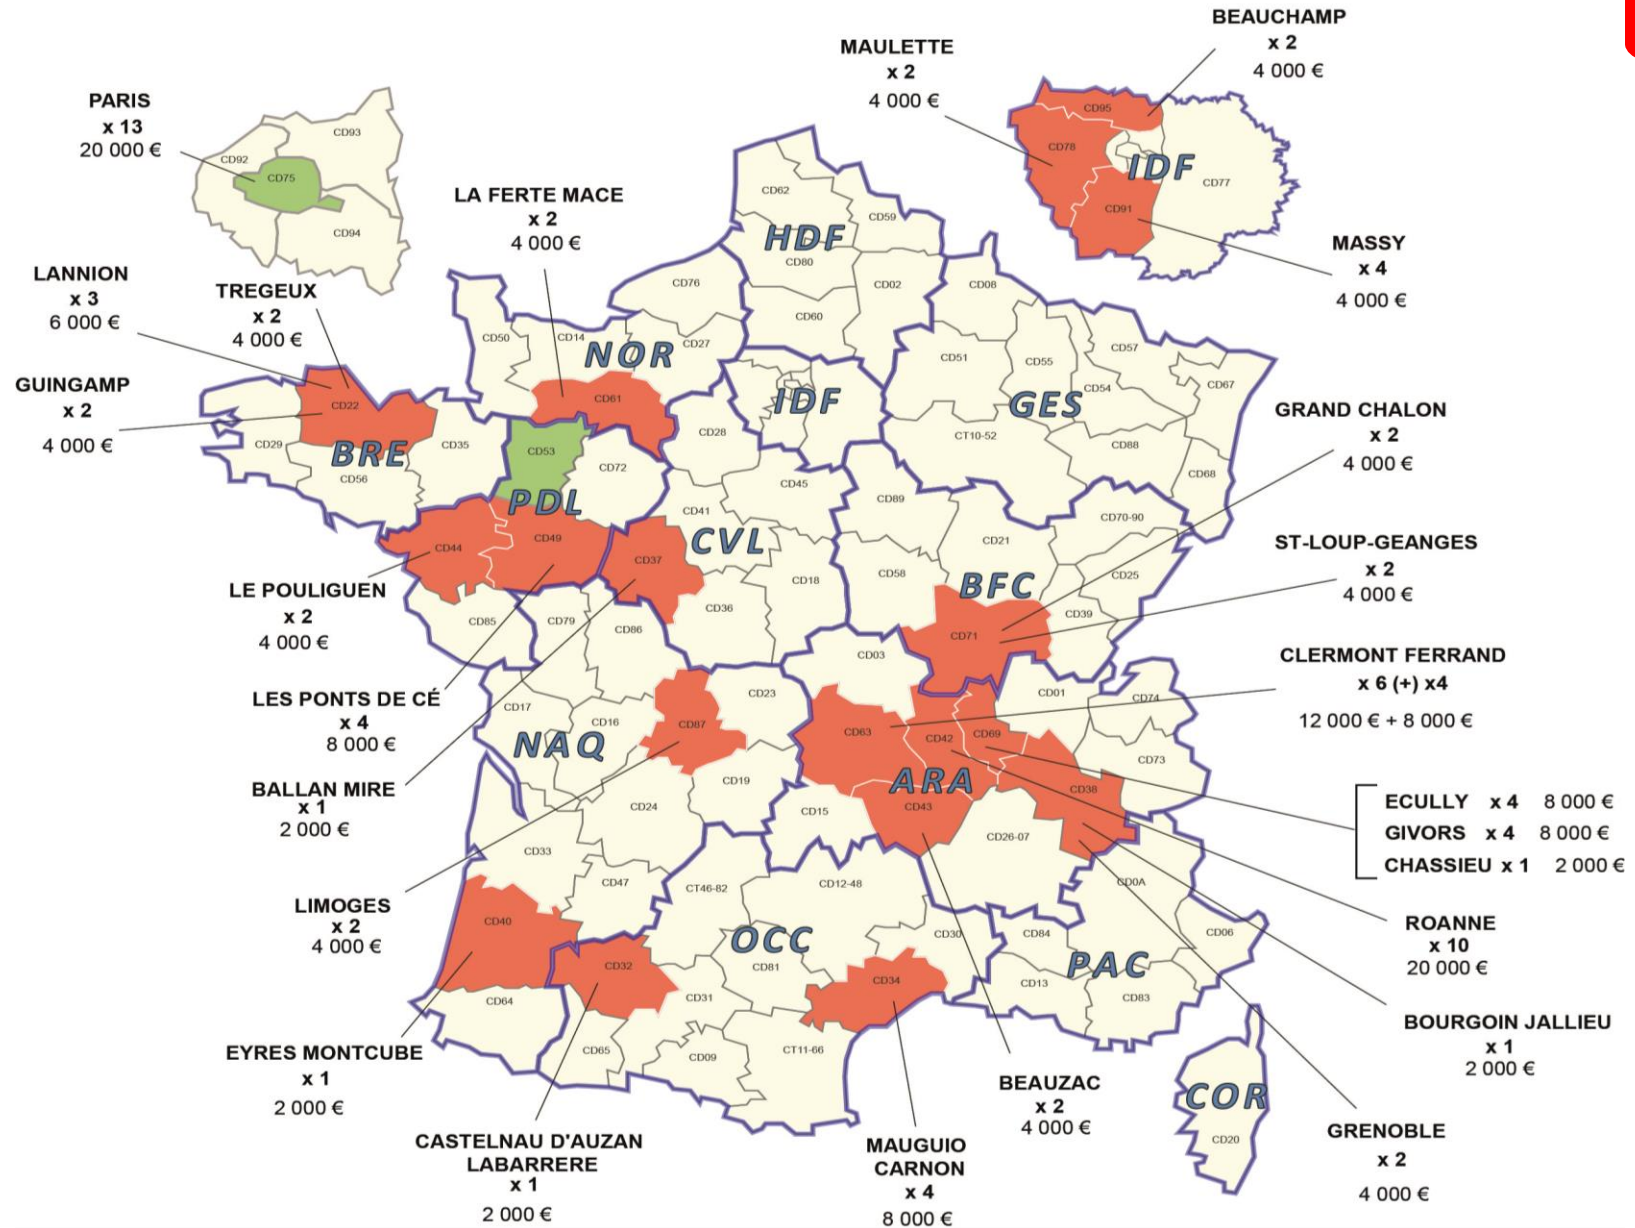 BEAUCHAMP
x 2
4 000 €
MAULETTE
x 2
4 000 €
PARIS
x 13
20 000 €
CD93
CD92
CD75
CD94
CD95
CD78
IDF
CD77
CD91
MASSY
x 4
4 000 €
LA FERTE MACE
x 2
4 000 €
LANNION
x 3
6 000 €
TREGEUX
x 2
4 000 €
GUINGAMP
x 2
4 000 €
CD62
CD59
HDF
CD80
CD02
CD60
CD76
CD50
CD14
CD27
NOR
CD61
CD08
CD51
CD55
CD57
CD54
CD67
GES
CT10-52
CD88
CD68
IDF
CD28
CD22
CD29
BRE
CD35
CD56
CD53
CD72
PDL
CD44
CD49
CD85
CD45
CD41
CVL
CD37
CD18
CD36
CD89
CD70-90
CD21
CD58
BFC
CD25
CD39
CD71
GRAND CHALON
x 2
4 000 €
ST-LOUP-GEANGES
x 2
4 000 €
CLERMONT FERRAND
x 6 (+) x4
12 000 € + 8 000 €
LE POULIGUEN
x 2
4 000 €
LES PONTS DE CÉ
x 4
8 000 €
BALLAN MIRE
x 1
2 000 €
LIMOGES
x 2
4 000 €
CD79
CD86
CD17
CD16
CD87
CD23
NAQ
CD19
CD24
CD33
CD47
CD40
CD64
CD03
CD63
CD42
CD69
CD01
CD74
CD73
ARA
CD38
CD43
CD15
CD26-07
ECULLY x 4 8 000 €
GIVORS x 4 8 000 €
CHASSIEU x 1 2 000 €
ROANNE
x 10
20 000 €
BOURGOIN JALLIEU
x 1
2 000 €
GRENOBLE
x 2
4 000 €
CT46-82
CD12-48
CD30
OCC
CD32
CD81
CD34
CD31
CD65
CD09
CT11-66
CD0A
CD84
CD06
PAC
CD13
CD83
COR
CD20
EYRES MONTCUBE
x 1
2 000 €
CASTELNAU D'AUZAN
LABARRERE
x 1
2 000 €
MAUGUIO
CARNON
x 4
8 000 €
BEAUZAC
x 2
4 000 €